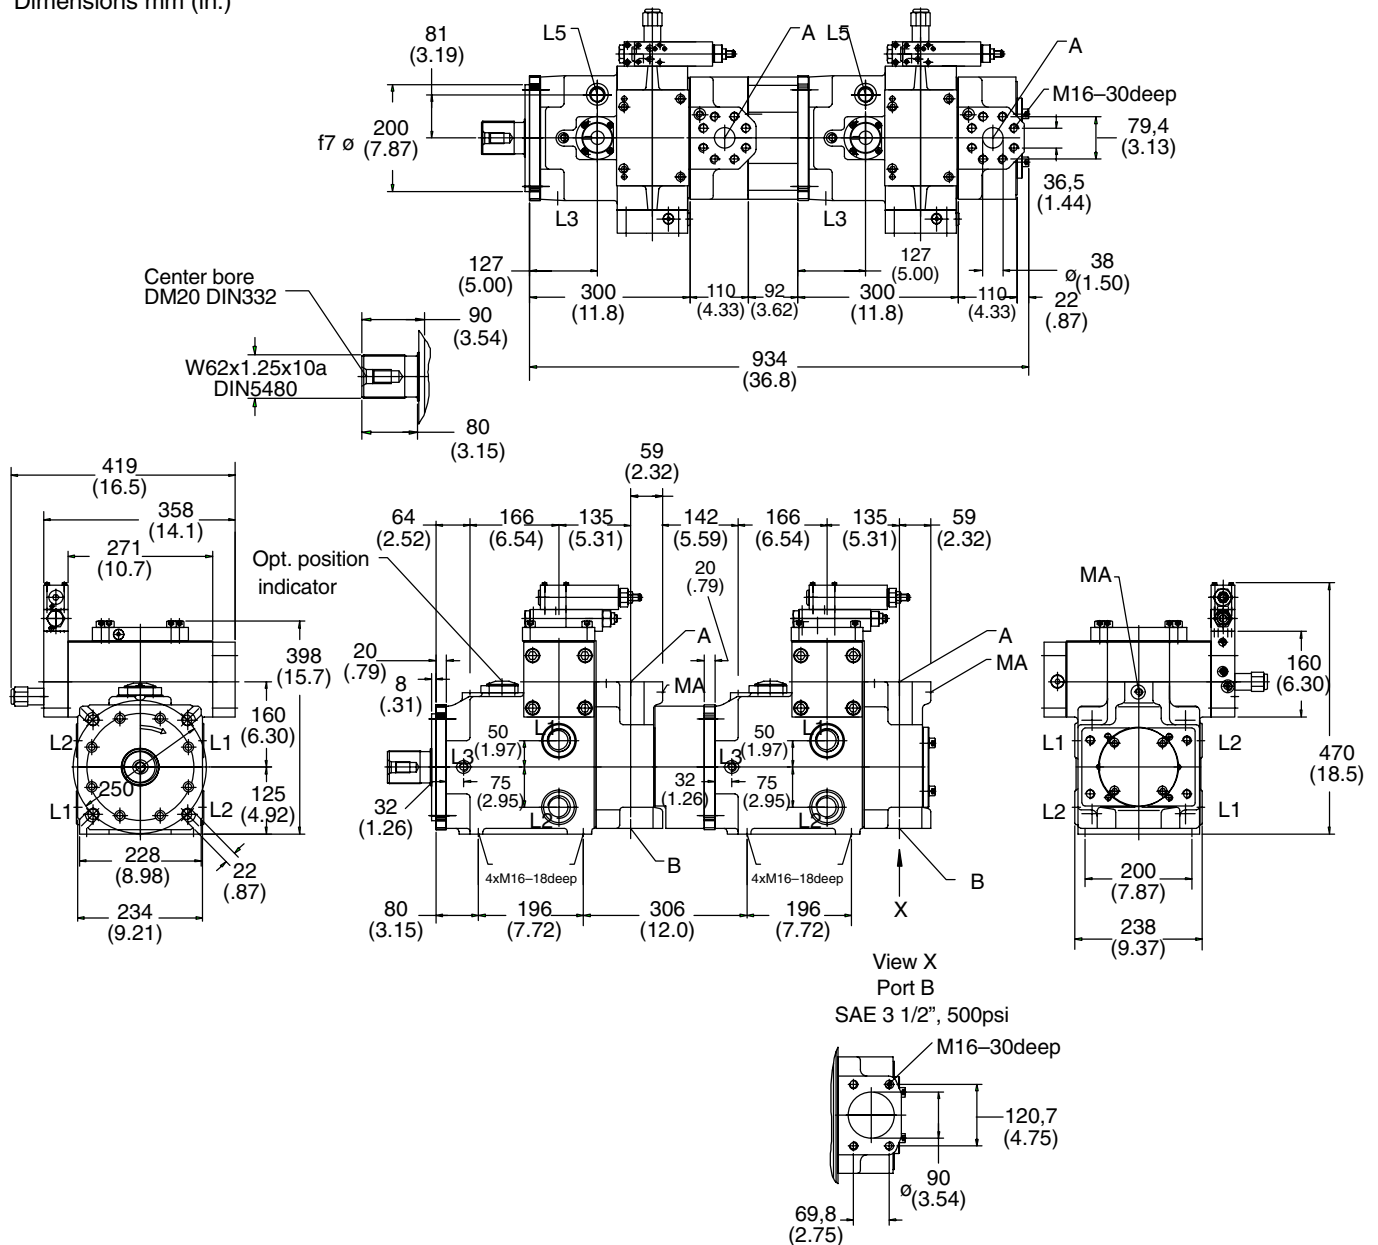 Dimensions mm (in.)
81
(3.19)
L5
A
L5
A
M16–30deep
f7 ø
200
(7.87)
79,4
(3.13)
36,5
(1.44)
L3
L3
127
(5.00)
127
(5.00)
ø
38
(1.50)
300
(11.8)
110
(4.33)
92
(3.62)
300
(11.8)
110
(4.33)
22
(.87)
934
(36.8)
Center bore
DM20 DIN332
90
(3.54)
W62x1.25x10a
DIN5480
80
(3.15)
419
(16.5)
358
(14.1)
271
(10.7)
398
(15.7)
160
(6.30)
125
(4.92)
L2
L1
250
L1
L2
228
(8.98)
22
(.87)
234
(9.21)
59
(2.32)
64
(2.52)
166
(6.54)
135
(5.31)
142
(5.59)
166
(6.54)
135
(5.31)
59
(2.32)
Opt. position
indicator
20
(.79)
20
(.79)
8
(.31)
A
MA
A
MA
L1
50
(1.97)
L3
75
(2.95)
L2
32
(1.26)
L1
50
(1.97)
L3
32
(1.26)
75
(2.95)
L2
4xM16–18deep
4xM16–18deep
B
B
X
80
(3.15)
196
(7.72)
306
(12.0)
196
(7.72)
MA
160
(6.30)
470
(18.5)
L1
L2
L2
L1
200
(7.87)
238
(9.37)
View X
Port B
SAE 3 1/2”, 500psi
M16–30deep
120,7
(4.75)
ø
90
(3.54)
69,8
(2.75)